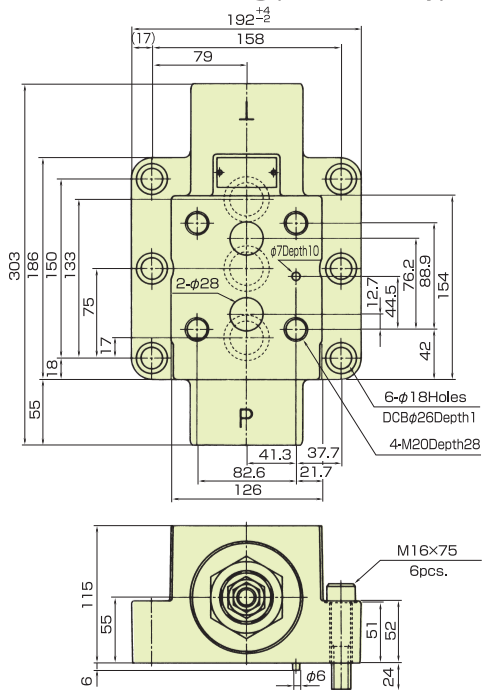 192 +4 -2
(17)
158
79
T
303
186
150
133
75
17
18
55
φ7Depth10
2-φ28
12.7
44.5
76.2
88.9
154
42
P
6-φ18Holes
DCBφ26Depth1
4-M20Depth28
41.3
37.7
82.6
21.7
126
M16×75
6pcs.
115
55
6
φ6
51
52
24